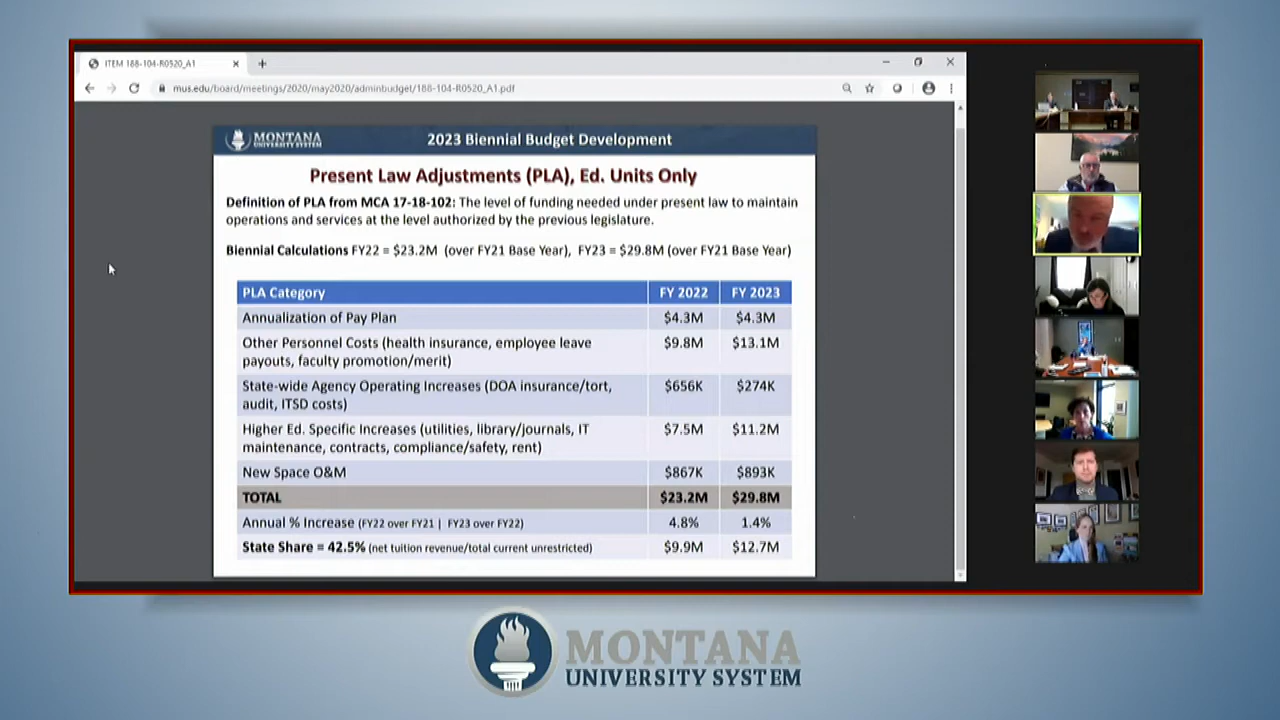 ITEM 188-104-R0520_A1
mus.edu/board/meetings/2020/may2020/adminbudget/188-104-R0520_A1.pdf
MONTANA
UNIVERSITY SYSTEM
2023 Biennial Budget Development
Present Law Adjustments (PLA), Ed. Units Only
Definition of PLA from MCA 17-18-102: The level of funding needed under present law to maintain
operations and services at the level authorized by the previous legislature.
Biennial Calculations FY22 = $23.2M (over FY21 Base Year), FY23 = $29.8M (over FY21 Base Year)
PLA Category FY 2022 FY 2023
Annualization of Pay Plan $4.3M $4.3M
Other Personnel Costs (health insurance, employee leave
payouts, faculty promotion/merit) $9.8M $13.1M
State-wide Agency Operating Increases (DOA insurance/tort,
audit, ITSD costs) $656K $274K
Higher Ed. Specific Increases (utilities, library/journals, IT
maintenance, contracts, compliance/safety, rent) $7.5M $11.2M
New Space O&M $867K $893K
TOTAL $23.2M $29.8M
Annual % Increase (FY22 over FY21 | FY23 over FY22) 4.8% 1.4%
State Share = 42.5% (net tuition revenue/total current unrestricted) $9.9M $12.7M
MONTANA
UNIVERSITY SYSTEM